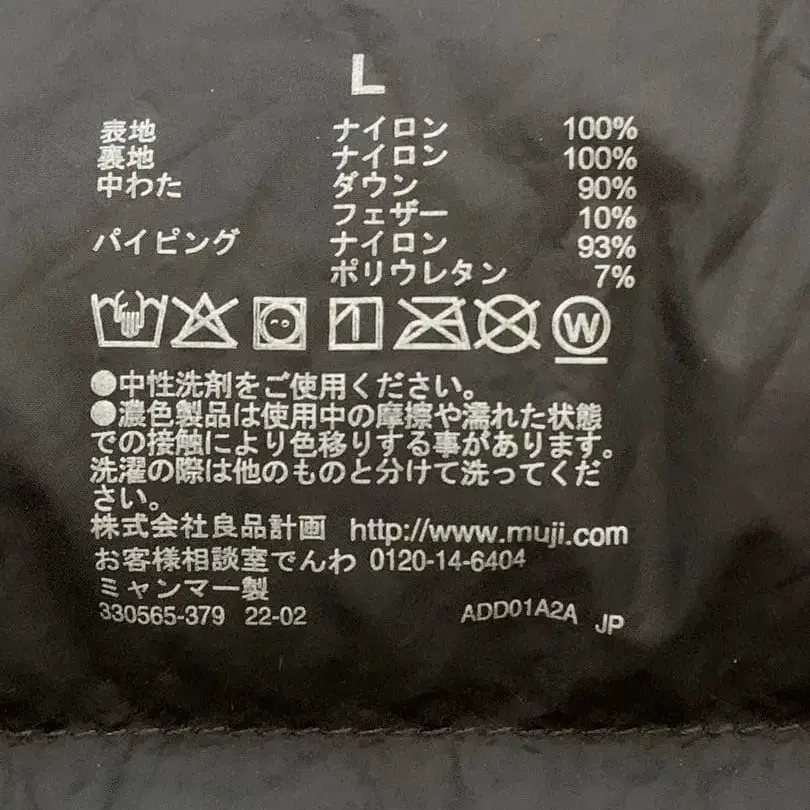 L
表地 ナイロン 100%
裏地 ナイロン 100%
中わた ダウン 90%
フェザー 10%
パイピング ナイロン 93%
ポリウレタン 7%
W
●中性洗剤をご使用ください。
●濃色製品は使用中の摩擦や濡れた状態
での接触により色移りする事があります。
洗濯の際は他のものと分けて洗ってくだ
さい。
株式会社良品計画 http://www.muji.com
お客様相談室でんわ 0120-14-6404
ミャンマー製
330565-379 22-02 ADD01A2A JP